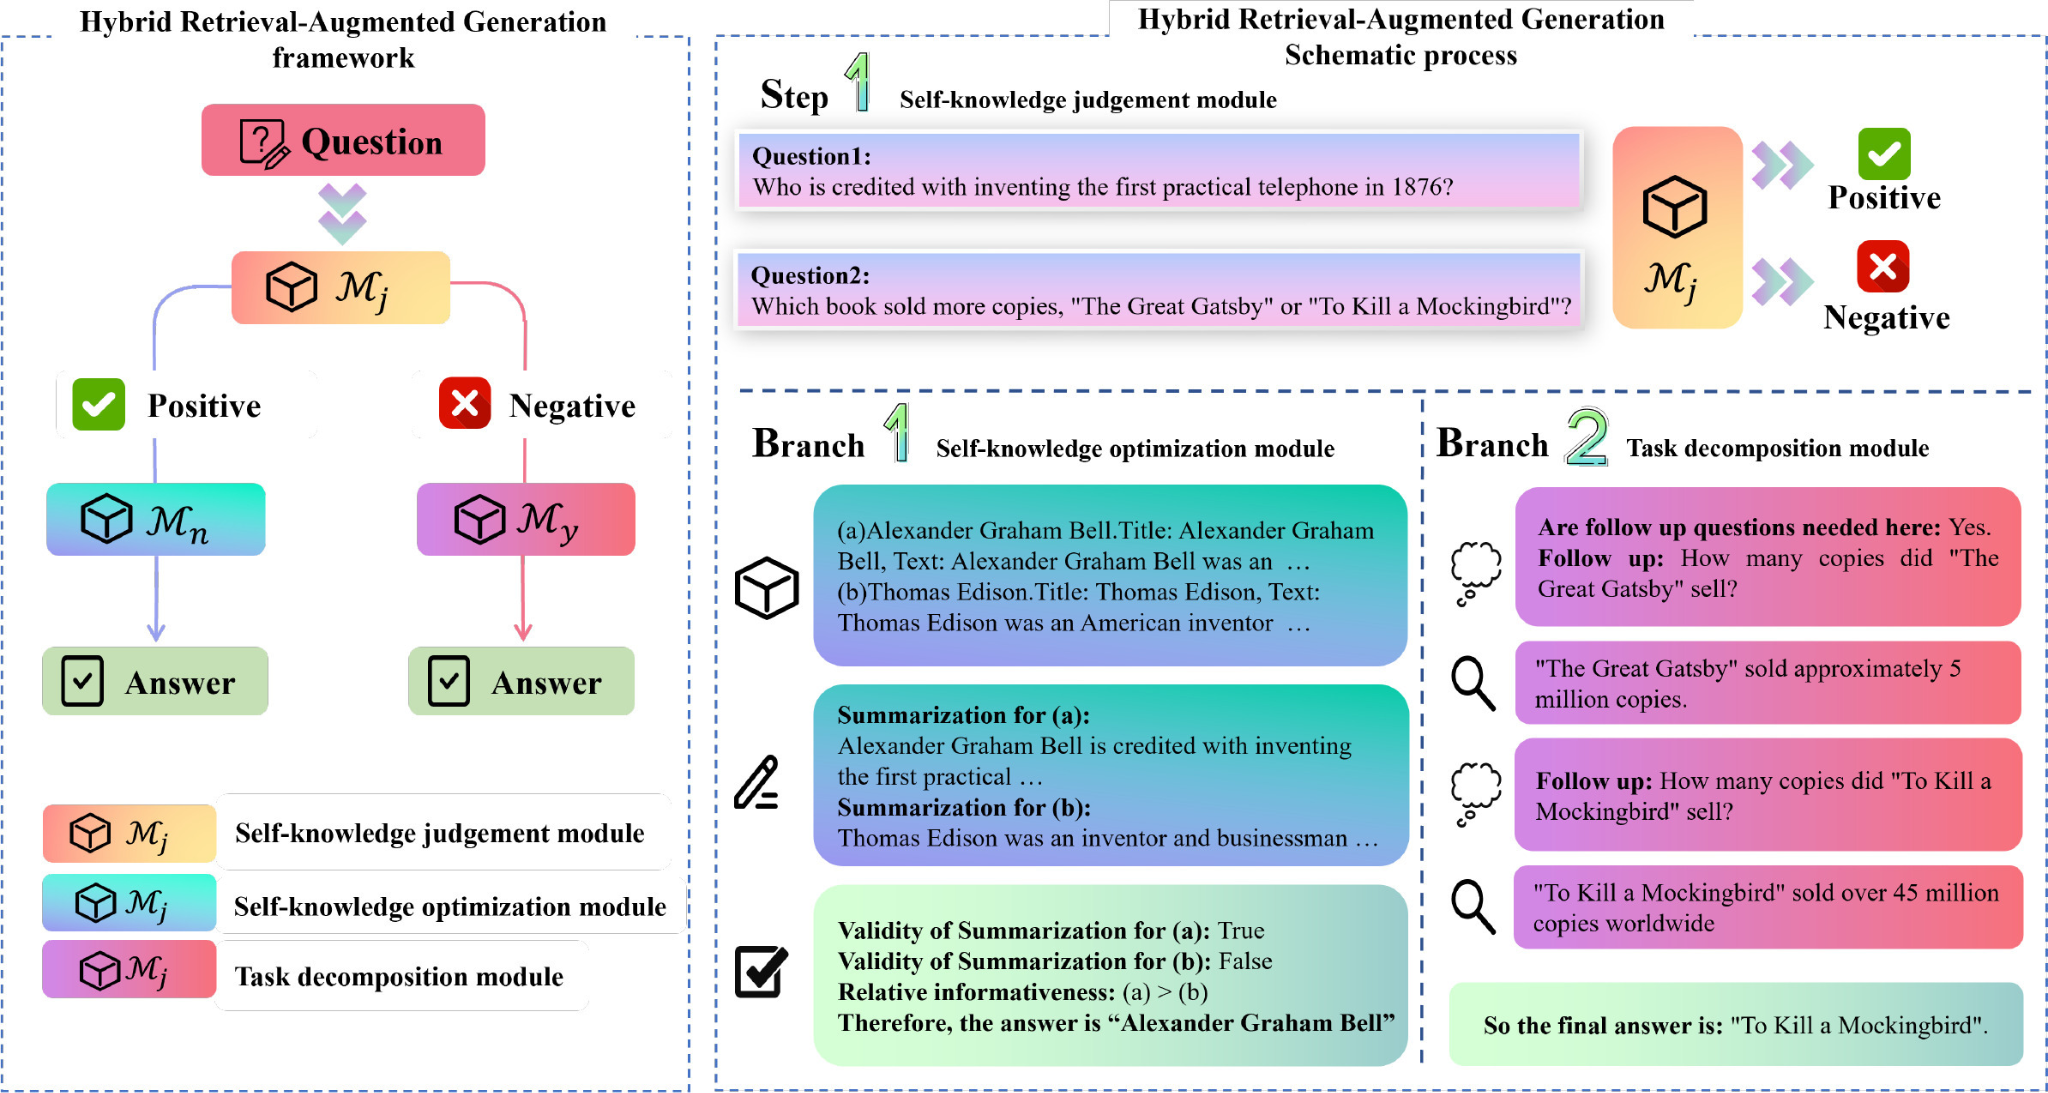 Hybrid Retrieval-Augmented Generation
framework
Question
ℳj
Positive
Negative
ℳn
ℳy
Answer
Answer
ℳj
Self-knowledge judgement module
ℳj
Self-knowledge optimization module
ℳj
Task decomposition module
Hybrid Retrieval-Augmented Generation
Schematic process
Step 1 Self-knowledge judgement module
Question1:
Who is credited with inventing the first practical telephone in 1876?
Question2:
Which book sold more copies, "The Great Gatsby" or "To Kill a Mockingbird"?
ℳj
Positive
Negative
Branch 1 Self-knowledge optimization module
(a)Alexander Graham Bell.Title: Alexander Graham
Bell, Text: Alexander Graham Bell was an …
(b)Thomas Edison.Title: Thomas Edison, Text:
Thomas Edison was an American inventor …
Summarization for (a):
Alexander Graham Bell is credited with inventing
the first practical …
Summarization for (b):
Thomas Edison was an inventor and businessman …
Validity of Summarization for (a): True
Validity of Summarization for (b): False
Relative informativeness: (a) > (b)
Therefore, the answer is “Alexander Graham Bell”
Branch 2 Task decomposition module
Are follow up questions needed here: Yes.
Follow up: How many copies did "The
Great Gatsby" sell?
"The Great Gatsby" sold approximately 5
million copies.
Follow up: How many copies did "To Kill a
Mockingbird" sell?
"To Kill a Mockingbird" sold over 45 million
copies worldwide
So the final answer is: "To Kill a Mockingbird".